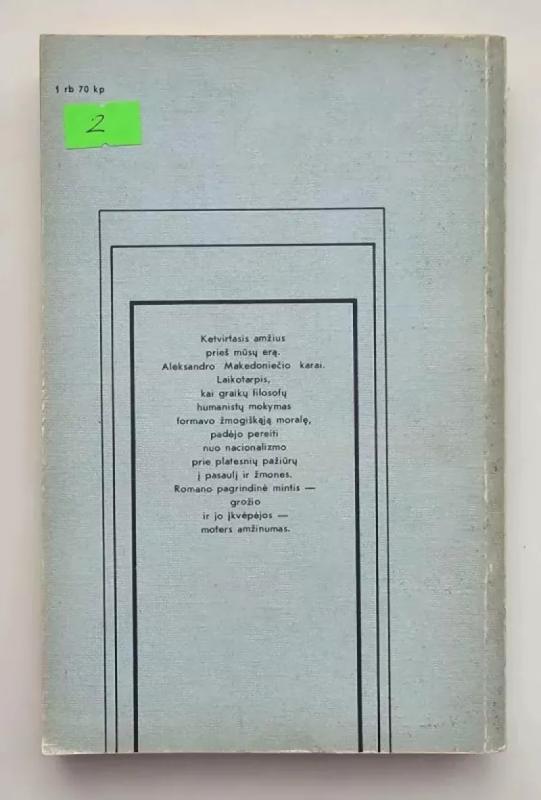 1 rb 70 kp
2
Ketvirtasis amžius
prieš mūsų erą.
Aleksandro Makedoniečio karai.
Laikotarpis,
kai graikų filosofų
humanistų mokymas
formavo žmogiškąją moralę,
padėjo pereiti
nuo nacionalizmo
prie platesnių pažiūrų
į pasaulį ir žmones.
Romano pagrindinė mintis —
grožio
ir jo įkvėpėjos —
moters amžinumas.